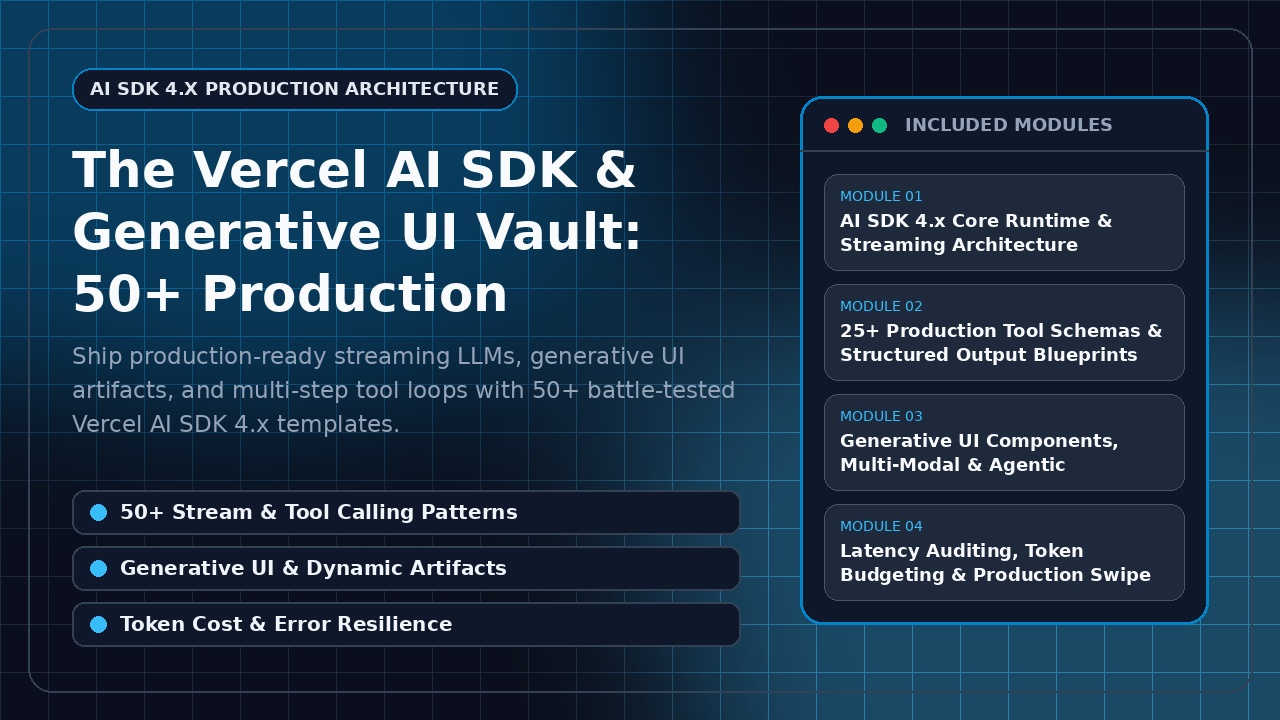 AI SDK 4.X PRODUCTION ARCHITECTURE
The Vercel AI SDK &
Generative UI Vault:
50+ Production
Ship production-ready streaming LLMs, generative UI
artifacts, and multi-step tool loops with 50+ battle-tested
Vercel AI SDK 4.x templates.
50+ Stream & Tool Calling Patterns
Generative UI & Dynamic Artifacts
Token Cost & Error Resilience
INCLUDED MODULES
MODULE 01
AI SDK 4.x Core Runtime &
Streaming Architecture
MODULE 02
25+ Production Tool Schemas &
Structured Output Blueprints
MODULE 03
Generative UI Components,
Multi-Modal & Agentic
MODULE 04
Latency Auditing, Token
Budgeting & Production Swipe